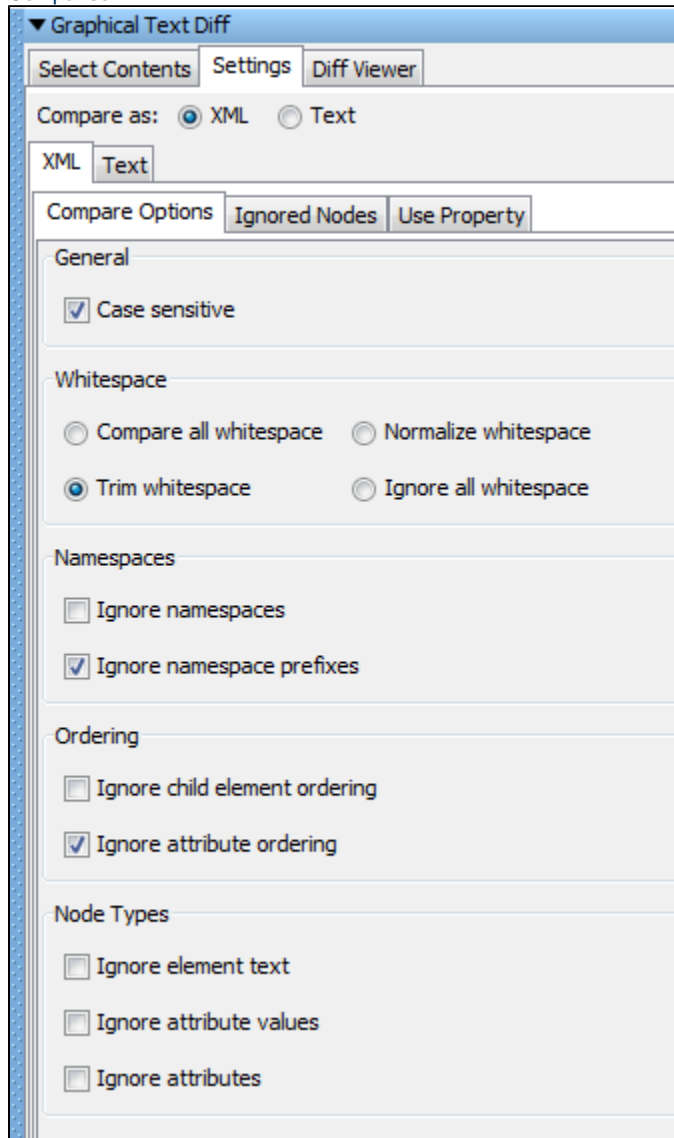 Graphical Text Diff
Select Contents Settings Diff Viewer
Compare as: XML Text
XML Text
Compare Options Ignored Nodes Use Property
General
Case sensitive
Whitespace
Compare all whitespace Normalize whitespace
Trim whitespace Ignore all whitespace
Namespaces
Ignore namespaces
Ignore namespace prefixes
Ordering
Ignore child element ordering
Ignore attribute ordering
Node Types
Ignore element text
Ignore attribute values
Ignore attributes